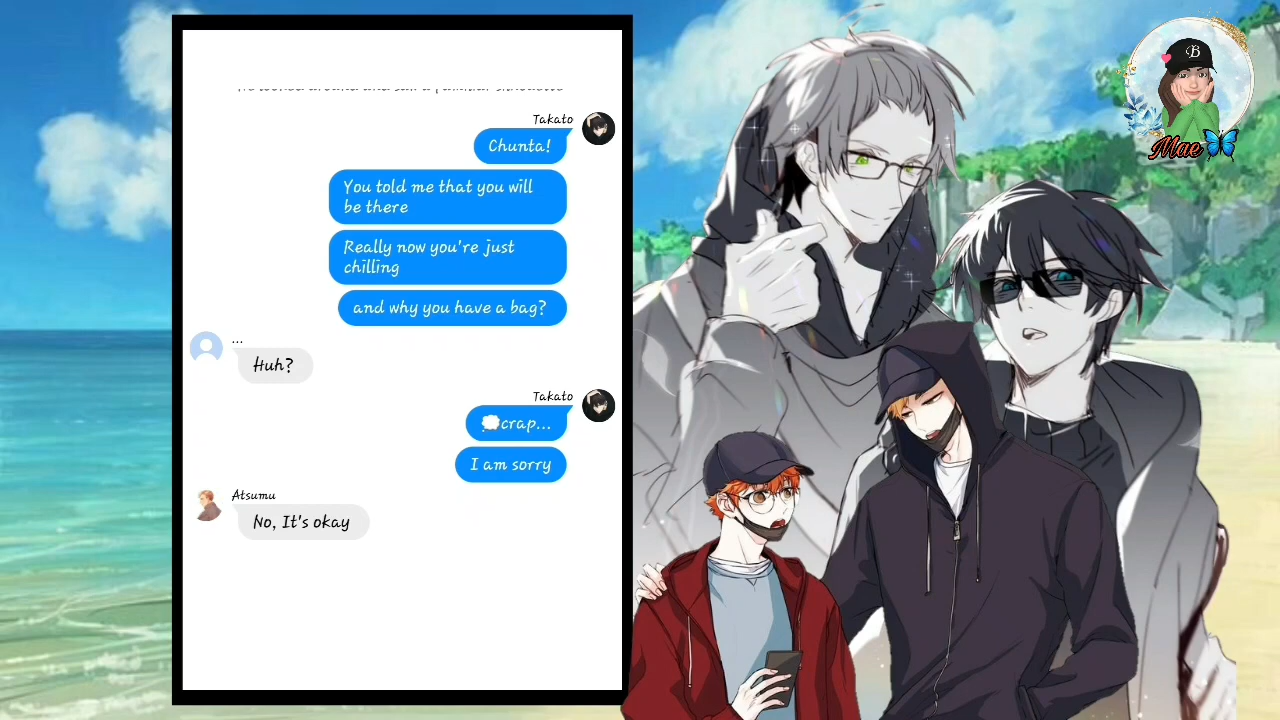 Takato
Chunta!
You told me that you will
be there
Really now you're just
chilling
and why you have a bag?
...
Huh?
Takato
💭crap...
I am sorry
Atsumu
No, It's okay
B
Mae